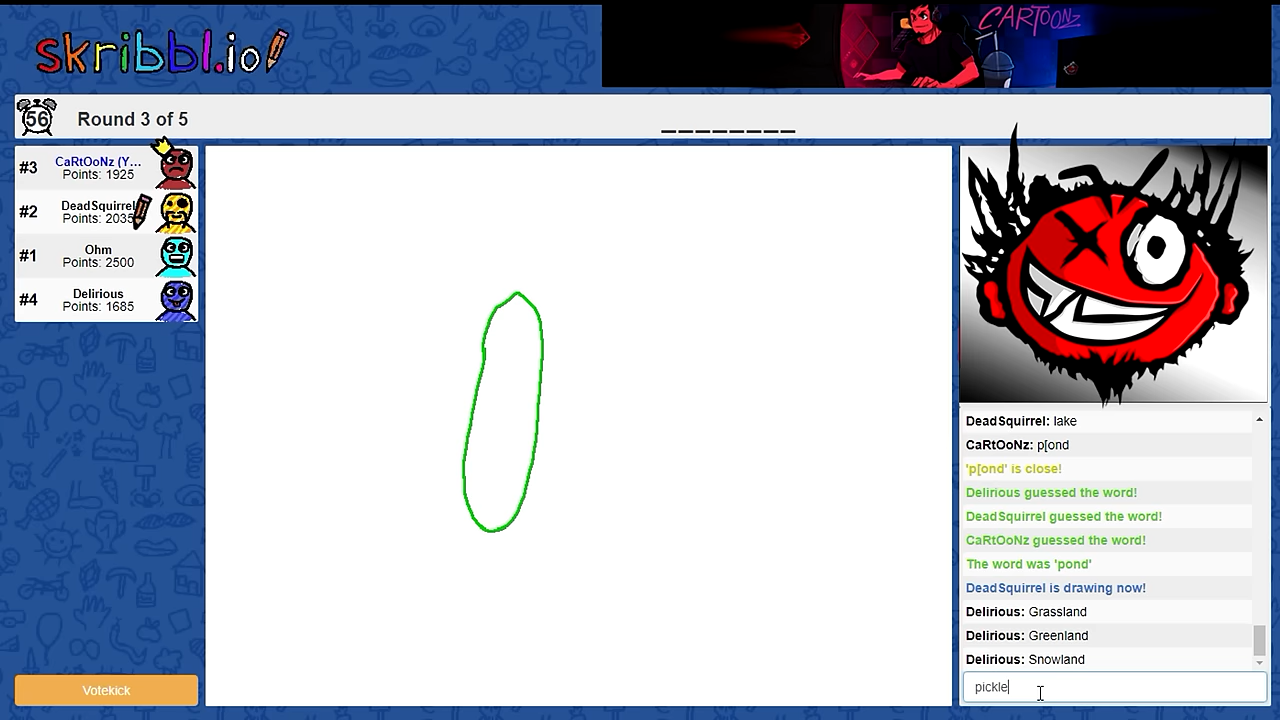 skribbl.io
CARTOONZ
56
Round 3 of 5
________
#3
CaRtOoNz (Y...
Points: 1925
#2
DeadSquirrel
Points: 2035
#1
Ohm
Points: 2500
#4
Delirious
Points: 1685
DeadSquirrel: lake
CaRtOoNz: p[ond
'p[ond' is close!
Delirious guessed the word!
DeadSquirrel guessed the word!
CaRtOoNz guessed the word!
The word was 'pond'
DeadSquirrel is drawing now!
Delirious: Grassland
Delirious: Greenland
Delirious: Snowland
pickle
Votekick